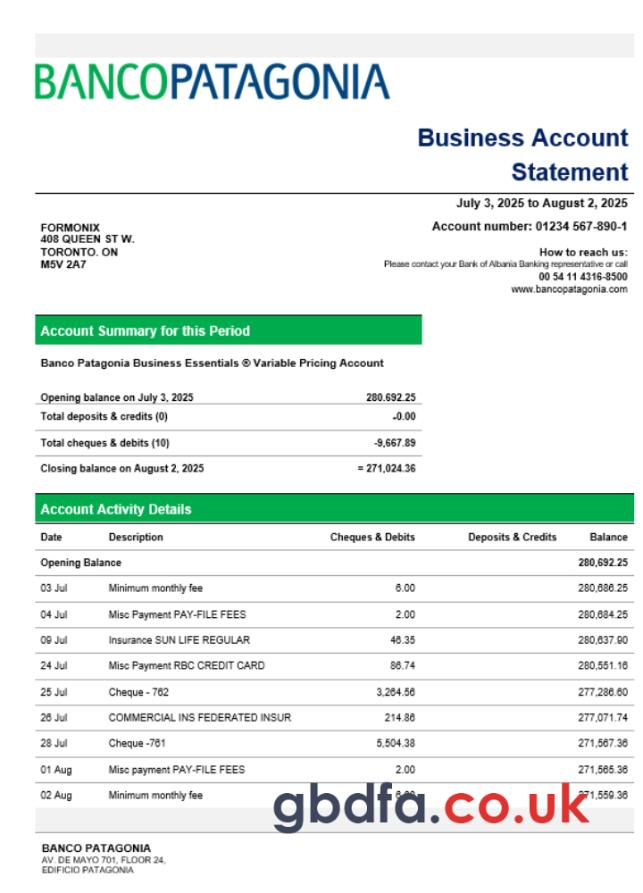 BANCOPATAGONIA
Business Account
Statement
July 3, 2025 to August 2, 2025
Account number: 01234 567-890-1
FORMONIX
408 QUEEN ST W.
TORONTO. ON
M5V 2A7
How to reach us:
Please contact your Bank of Albania Banking representative or call
00 54 11 4316-8500
www.bancopatagonia.com
Account Summary for this Period
Banco Patagonia Business Essentials ® Variable Pricing Account
Opening balance on July 3, 2025 280.692.25
Total deposits & credits (0) -0.00
Total cheques & debits (10) -9,667.89
Closing balance on August 2, 2025 = 271,024.36
Account Activity Details
Date Description Cheques & Debits Deposits & Credits Balance
Opening Balance 280,692.25
03 Jul Minimum monthly fee 6.00 280,686.25
04 Jul Misc Payment PAY-FILE FEES 2.00 280,684.25
09 Jul Insurance SUN LIFE REGULAR 46.35 280,637.90
24 Jul Misc Payment RBC CREDIT CARD 86.74 280,551.16
25 Jul Cheque - 762 3,264.56 277,286.60
26 Jul COMMERCIAL INS FEDERATED INSUR 214.86 277,071.74
28 Jul Cheque -761 5,504.38 271,567.36
01 Aug Misc payment PAY-FILE FEES 2.00 271,565.36
02 Aug Minimum monthly fee 6.00 271,559.36
gbdfa.co.uk
BANCO PATAGONIA
AV. DE MAYO 701, FLOOR 24,
EDIFICIO PATAGONIA